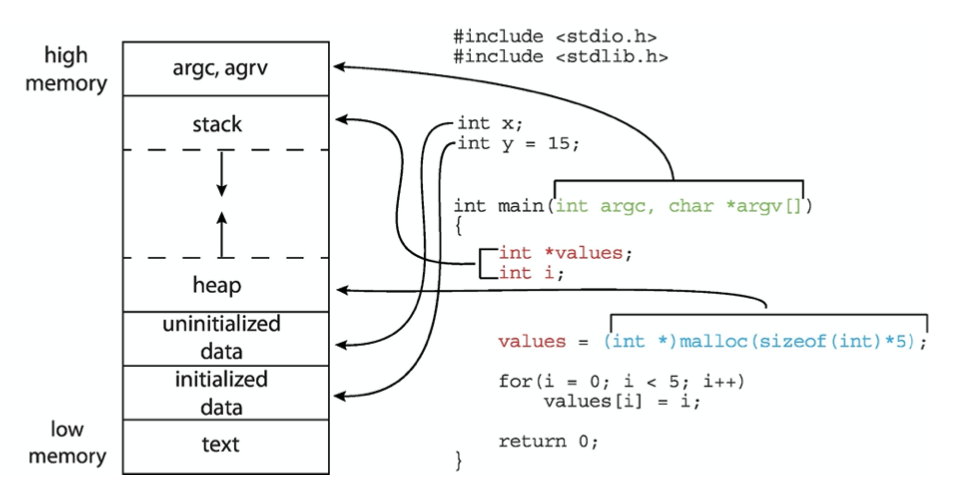 high
memory
argc, agrv
stack
heap
uninitialized
data
initialized
data
text
low
memory
#include <stdio.h>
#include <stdlib.h>
int x;
int y = 15;
int main(int argc, char *argv[])
{
int *values;
int i;
values = (int *)malloc(sizeof(int)*5);
for(i = 0; i < 5; i++)
values[i] = i;
return 0;
}